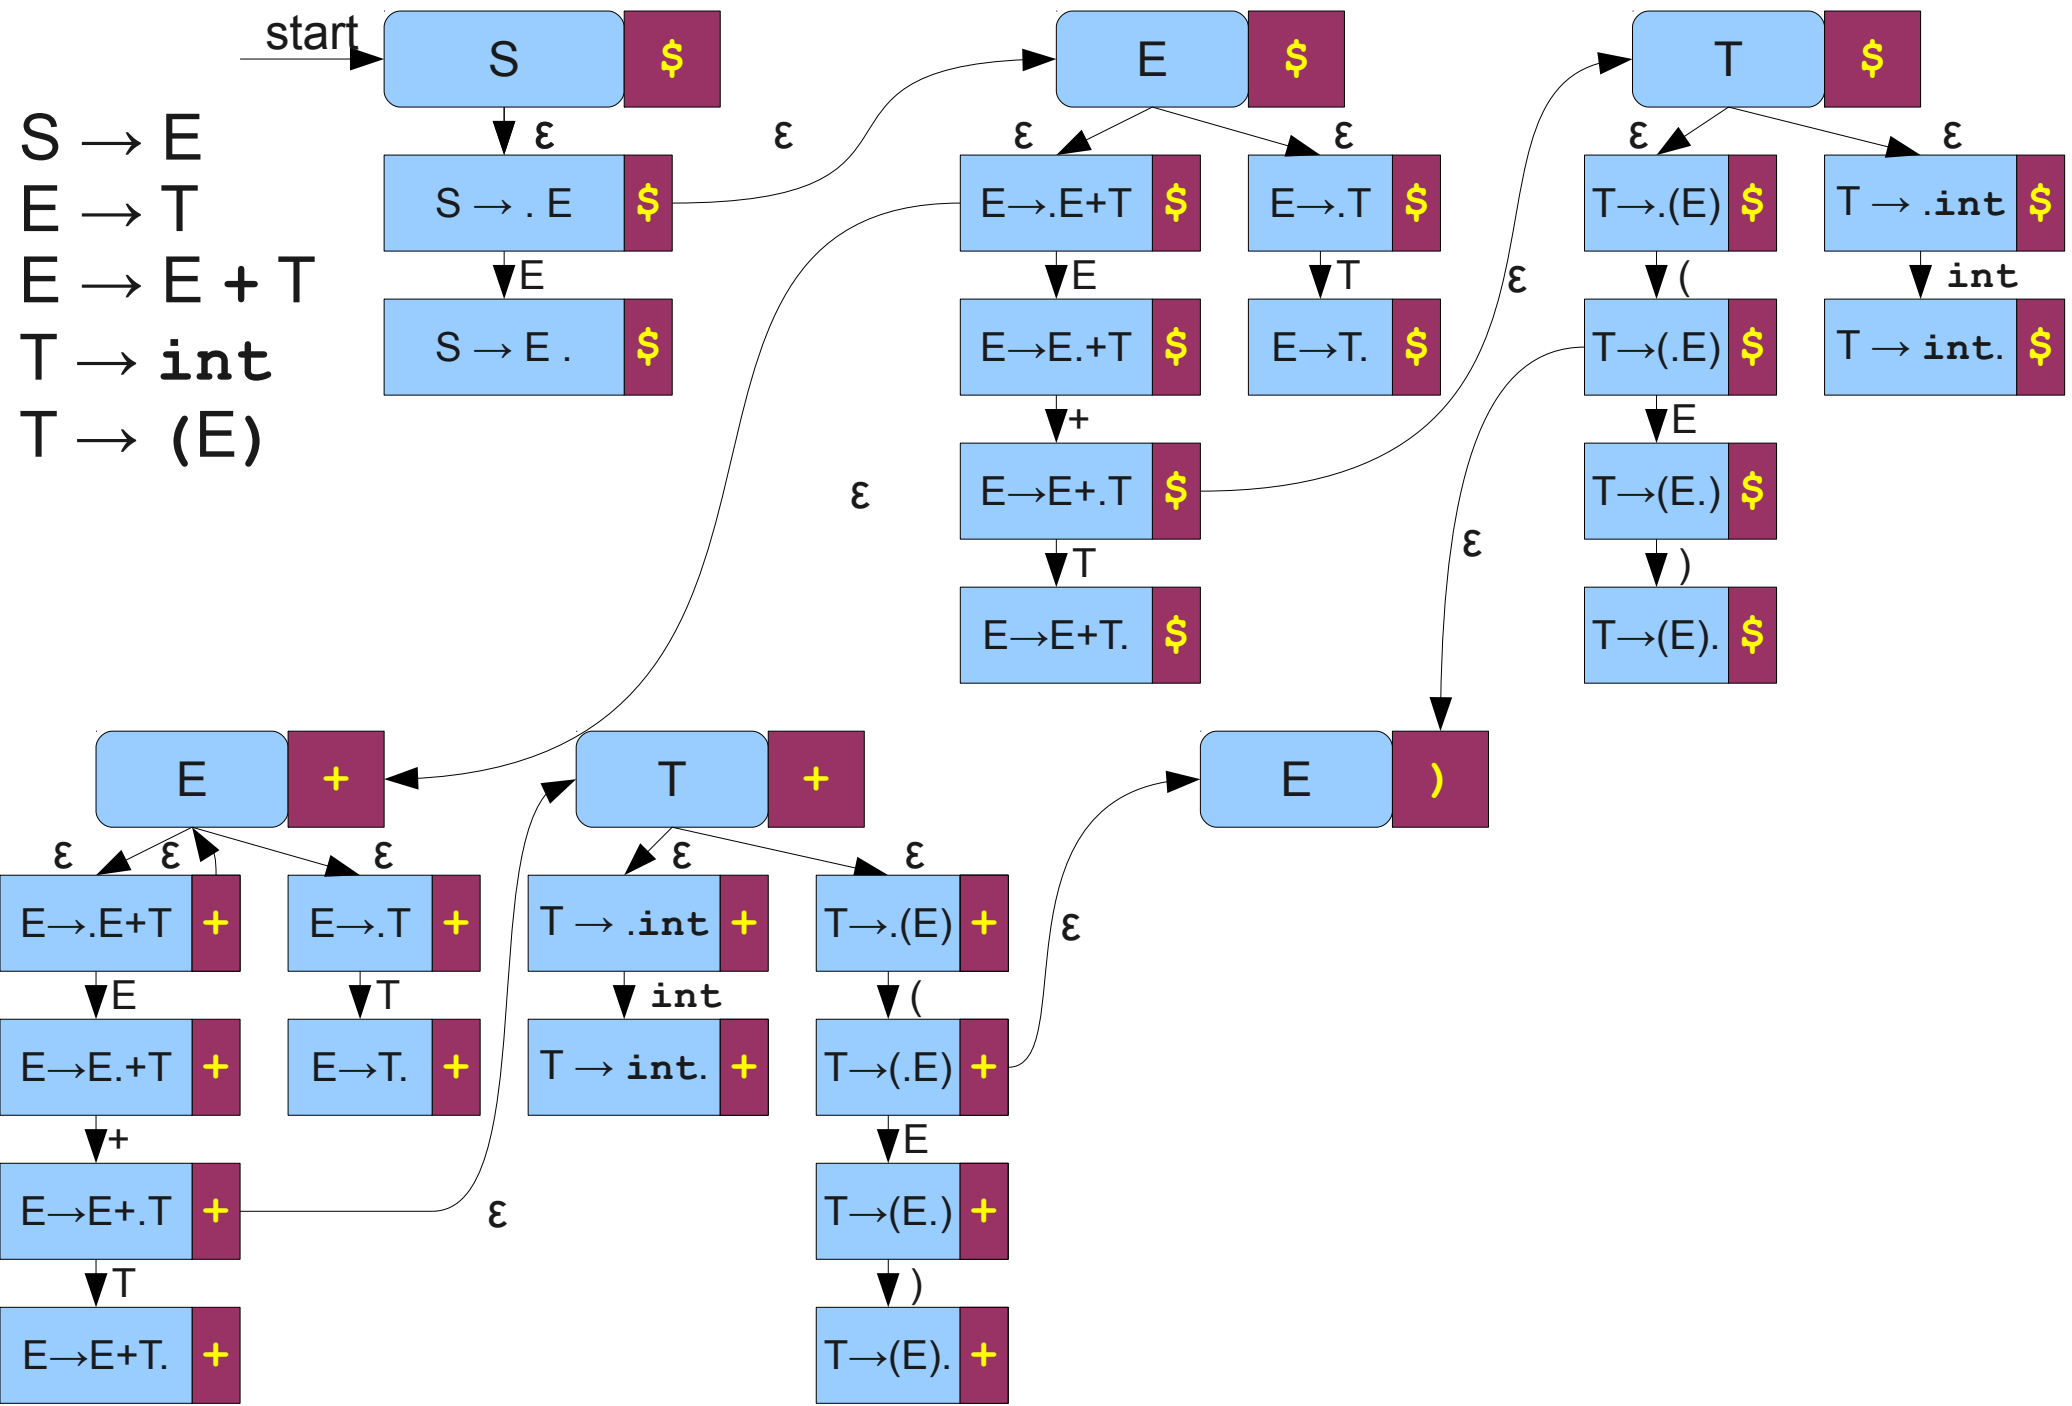 start
S $
E $
T $
S → E
E → T
E → E + T
T → int
T → (E)
ε ε ε ε ε ε
S → . E $
E→.E+T $
E→.T $
T→.(E) $
T → .int $
E E T ε ( int
S → E . $
E→E.+T $
E→T. $
T→(.E) $
T → int. $
+ E
ε
E→E+.T $
T→(E.) $
T ε )
E→E+T. $
T→(E). $
E +
T +
E )
ε ε ε ε ε
E→.E+T +
E→.T +
T → .int +
T→.(E) +
ε
E T int (
E→E.+T +
E→T. +
T → int. +
T→(.E) +
+ E
E→E+.T +
ε
T→(E.) +
T )
E→E+T. +
T→(E). +